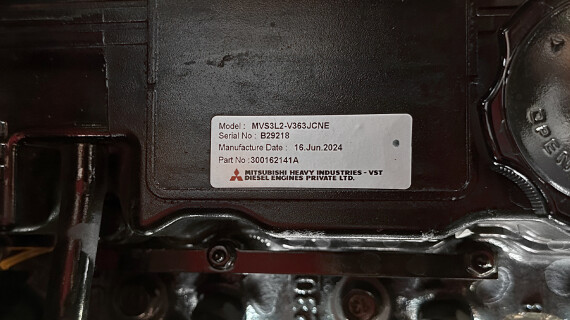 Model : MVS3L2-V363JCNE
Serial No : B29218
Manufacture Date : 16.Jun.2024
Part No :300162141A
MITSUBISHI HEAVY INDUSTRIES - VST
DIESEL ENGINES PRIVATE LTD.
OPEN